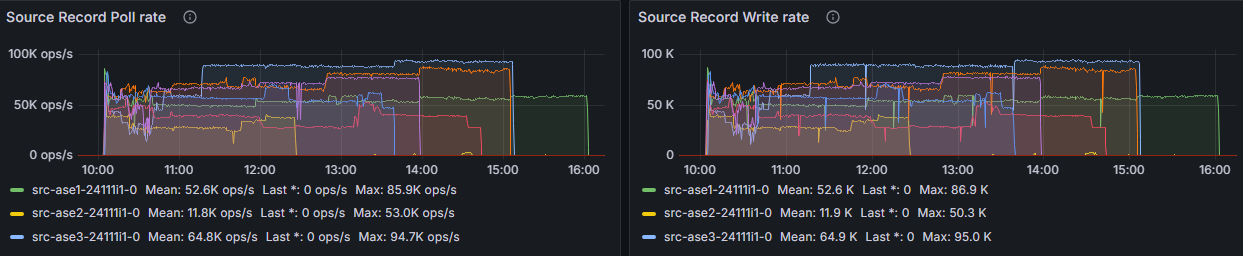 Source Record Poll rate
100K ops/s
50K ops/s
0 ops/s
10:00 11:00 12:00 13:00 14:00 15:00 16:00
src-ase1-24111i1-0 Mean: 52.6K ops/s Last *: 0 ops/s Max: 85.9K ops/s
src-ase2-24111i1-0 Mean: 11.8K ops/s Last *: 0 ops/s Max: 53.0K ops/s
src-ase3-24111i1-0 Mean: 64.8K ops/s Last *: 0 ops/s Max: 94.7K ops/s
Source Record Write rate
100 K
50 K
0
10:00 11:00 12:00 13:00 14:00 15:00 16:00
src-ase1-24111i1-0 Mean: 52.6 K Last *: 0 Max: 86.9 K
src-ase2-24111i1-0 Mean: 11.9 K Last *: 0 Max: 50.3 K
src-ase3-24111i1-0 Mean: 64.9 K Last *: 0 Max: 95.0 K